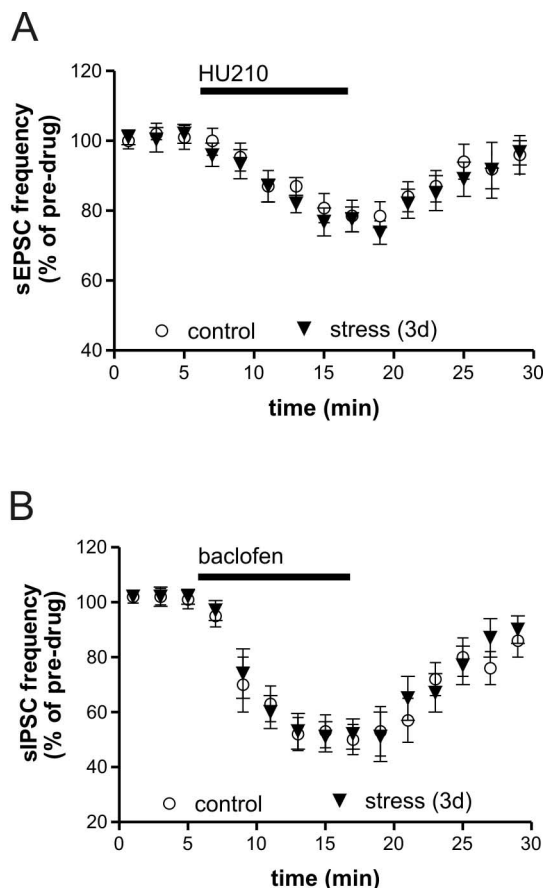 A
HU210
120
100
80
60
40
sEPSC frequency
(% of pre-drug)
control
stress (3d)
0 5 10 15 20 25 30
time (min)
B
baclofen
120
100
80
60
40
20
sIPSC frequency
(% of pre-drug)
control
stress (3d)
0 5 10 15 20 25 30
time (min)